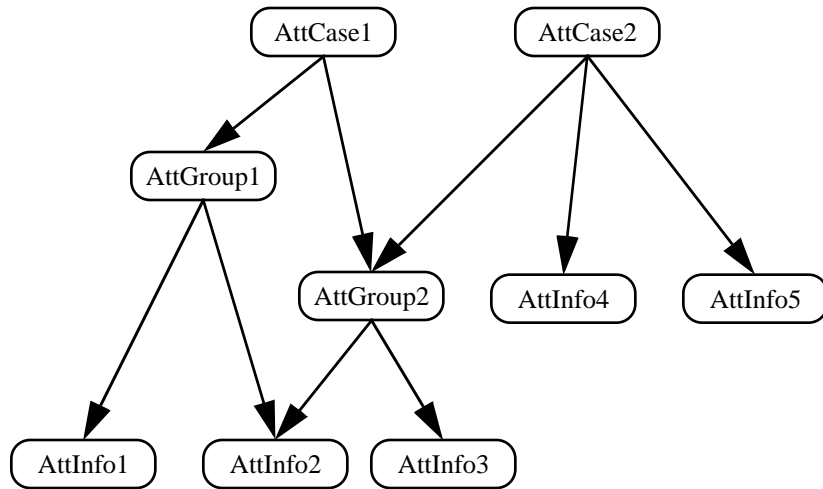 AttCase1
AttCase2
AttGroup1
AttGroup2
AttInfo4
AttInfo5
AttInfo1
AttInfo2
AttInfo3